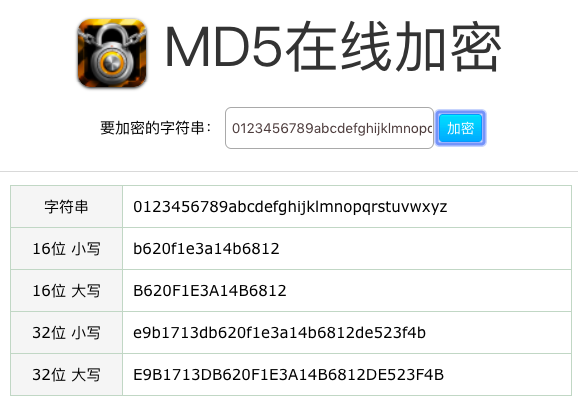 MD5在线加密
要加密的字符串： 0123456789abcdefghijklmnopq 加密
字符串 0123456789abcdefghijklmnopqrstuvwxyz
16位 小写 b620f1e3a14b6812
16位 大写 B620F1E3A14B6812
32位 小写 e9b1713db620f1e3a14b6812de523f4b
32位 大写 E9B1713DB620F1E3A14B6812DE523F4B